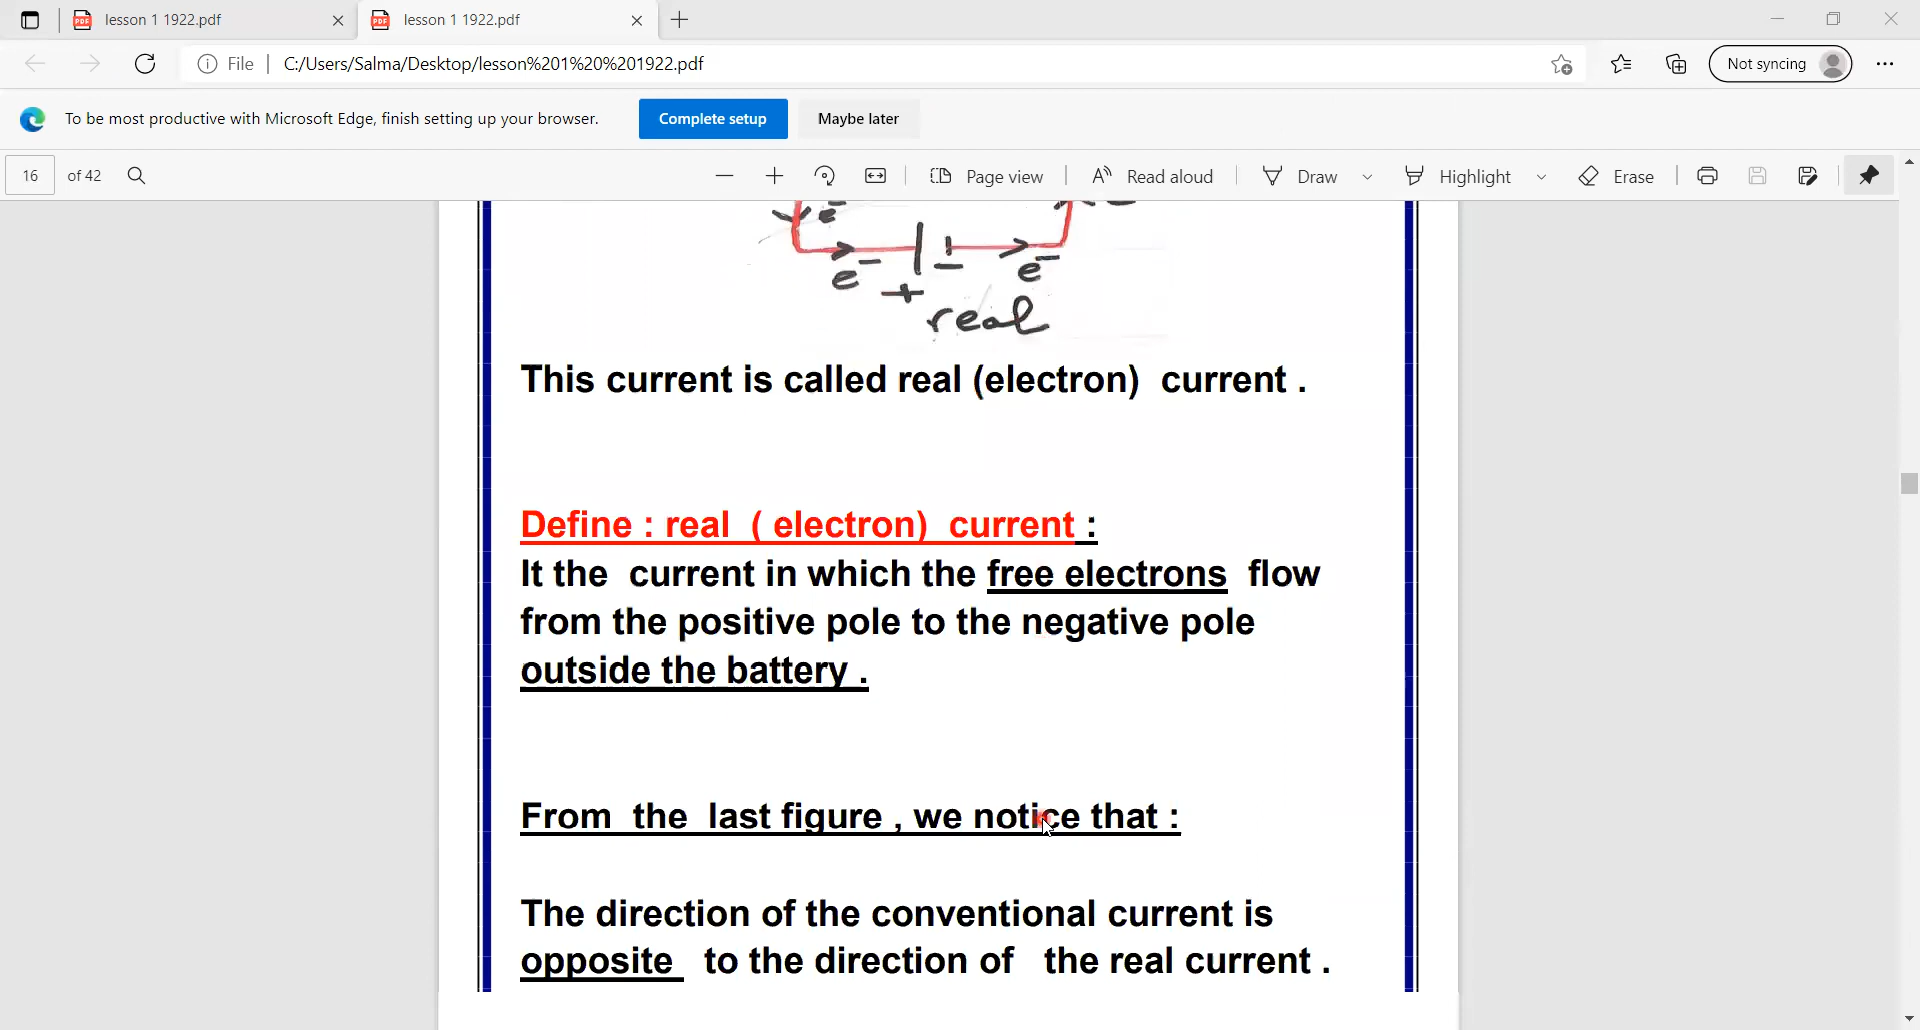 lesson 1 1922.pdf
lesson 1 1922.pdf
File C:/Users/Salma/Desktop/lesson%201%20%201922.pdf Not syncing
To be most productive with Microsoft Edge, finish setting up your browser. Complete setup Maybe later
16 of 42 Page view Read aloud Draw Highlight Erase
e⁻
e⁻ + − e⁻
real
This current is called real (electron) current .
Define : real ( electron) current :
It the current in which the free electrons flow
from the positive pole to the negative pole
outside the battery .
From the last figure , we notice that :
The direction of the conventional current is
opposite to the direction of the real current .